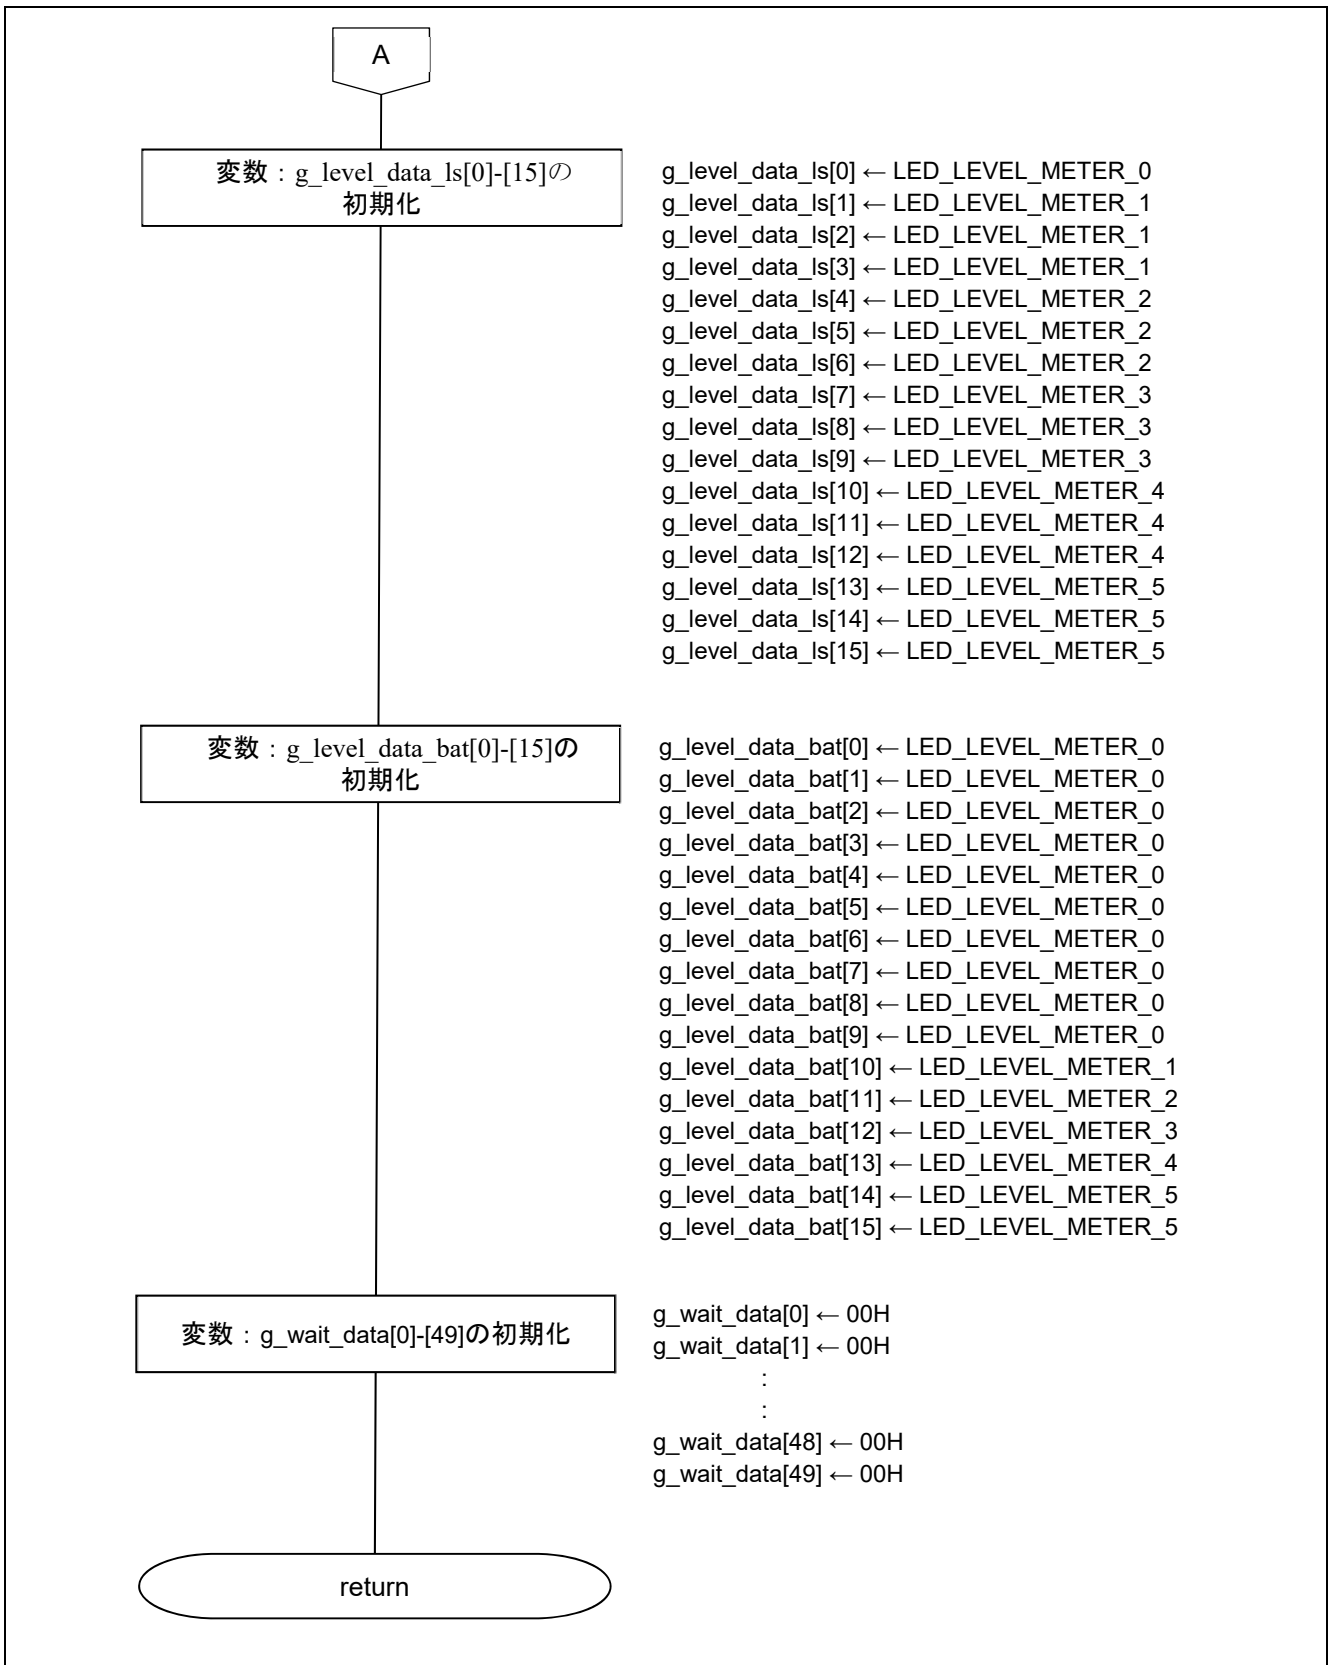 A
変数：g_level_data_ls[0]-[15]の
初期化
g_level_data_ls[0] ← LED_LEVEL_METER_0
g_level_data_ls[1] ← LED_LEVEL_METER_1
g_level_data_ls[2] ← LED_LEVEL_METER_1
g_level_data_ls[3] ← LED_LEVEL_METER_1
g_level_data_ls[4] ← LED_LEVEL_METER_2
g_level_data_ls[5] ← LED_LEVEL_METER_2
g_level_data_ls[6] ← LED_LEVEL_METER_2
g_level_data_ls[7] ← LED_LEVEL_METER_3
g_level_data_ls[8] ← LED_LEVEL_METER_3
g_level_data_ls[9] ← LED_LEVEL_METER_3
g_level_data_ls[10] ← LED_LEVEL_METER_4
g_level_data_ls[11] ← LED_LEVEL_METER_4
g_level_data_ls[12] ← LED_LEVEL_METER_4
g_level_data_ls[13] ← LED_LEVEL_METER_5
g_level_data_ls[14] ← LED_LEVEL_METER_5
g_level_data_ls[15] ← LED_LEVEL_METER_5
変数：g_level_data_bat[0]-[15]の
初期化
g_level_data_bat[0] ← LED_LEVEL_METER_0
g_level_data_bat[1] ← LED_LEVEL_METER_0
g_level_data_bat[2] ← LED_LEVEL_METER_0
g_level_data_bat[3] ← LED_LEVEL_METER_0
g_level_data_bat[4] ← LED_LEVEL_METER_0
g_level_data_bat[5] ← LED_LEVEL_METER_0
g_level_data_bat[6] ← LED_LEVEL_METER_0
g_level_data_bat[7] ← LED_LEVEL_METER_0
g_level_data_bat[8] ← LED_LEVEL_METER_0
g_level_data_bat[9] ← LED_LEVEL_METER_0
g_level_data_bat[10] ← LED_LEVEL_METER_1
g_level_data_bat[11] ← LED_LEVEL_METER_2
g_level_data_bat[12] ← LED_LEVEL_METER_3
g_level_data_bat[13] ← LED_LEVEL_METER_4
g_level_data_bat[14] ← LED_LEVEL_METER_5
g_level_data_bat[15] ← LED_LEVEL_METER_5
変数：g_wait_data[0]-[49]の初期化
g_wait_data[0] ← 00H
g_wait_data[1] ← 00H
:
:
g_wait_data[48] ← 00H
g_wait_data[49] ← 00H
return